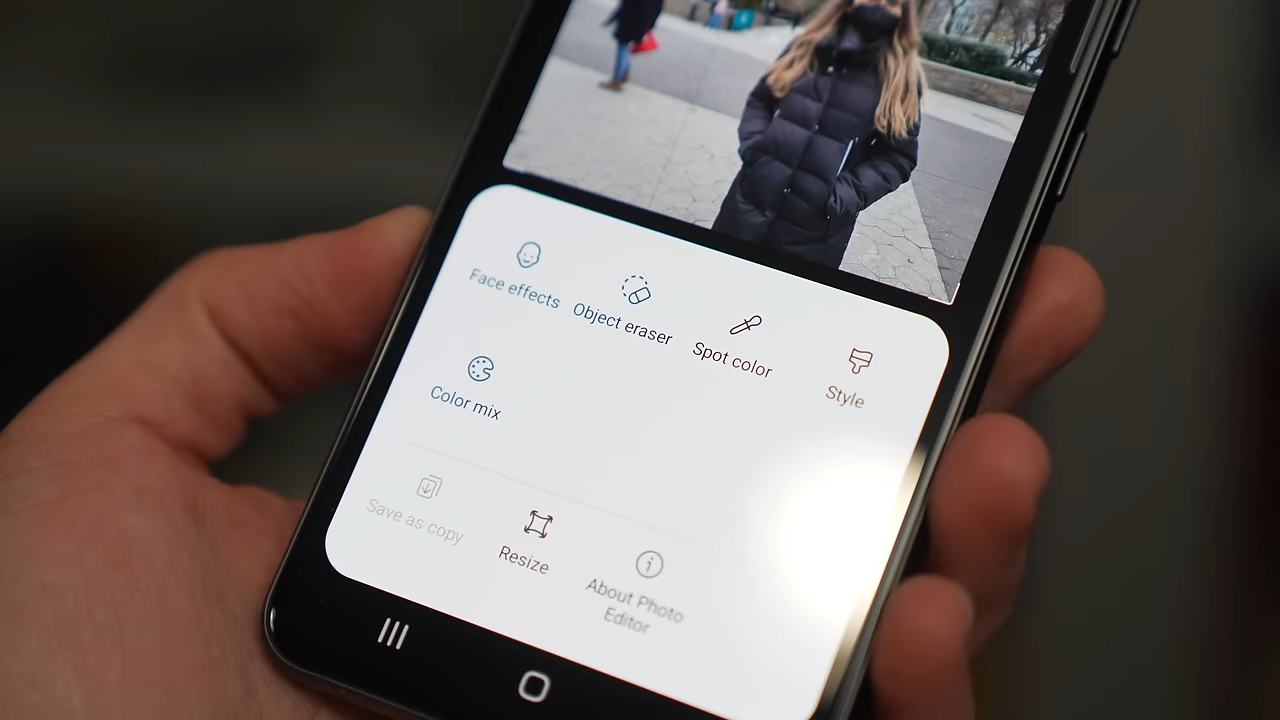 Face effects
Object eraser
Spot color
Style
Color mix
Save as copy
Resize
About Photo
Editor